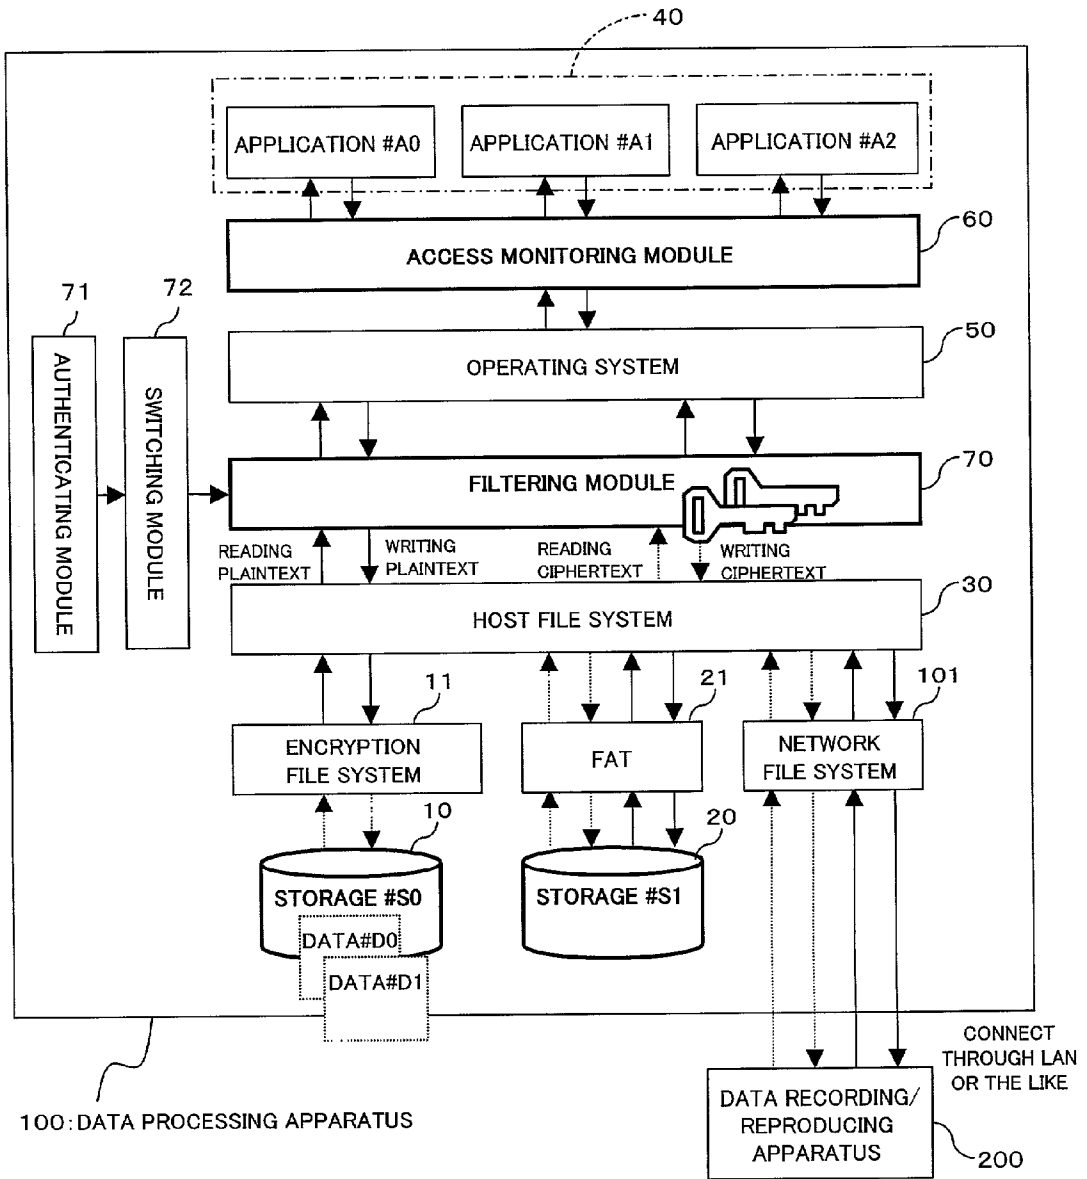 40
APPLICATION #A0
APPLICATION #A1
APPLICATION #A2
60
ACCESS MONITORING MODULE
71
72
50
OPERATING SYSTEM
AUTHENTICATING MODULE
SWITCHING MODULE
70
FILTERING MODULE
READING
PLAINTEXT
WRITING
PLAINTEXT
READING
CIPHERTEXT
WRITING
CIPHERTEXT
30
HOST FILE SYSTEM
11
21
101
ENCRYPTION
FILE SYSTEM
FAT
NETWORK
FILE SYSTEM
10
20
STORAGE #S0
STORAGE #S1
DATA#D0
DATA#D1
CONNECT
THROUGH LAN
OR THE LIKE
100:DATA PROCESSING APPARATUS
DATA RECORDING/
REPRODUCING
APPARATUS
200